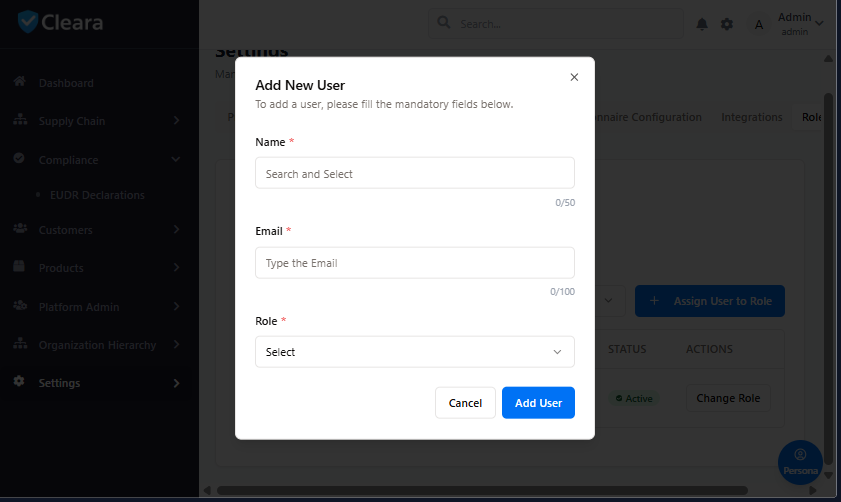 Cleara
Search...
A
Admin
admin
Dashboard
Supply Chain
Compliance
EUDR Declarations
Customers
Products
Platform Admin
Organization Hierarchy
Settings
Settings
Configuration
Integrations
Add New User
To add a user, please fill the mandatory fields below.
Name *
Search and Select
0/50
Email *
Type the Email
0/100
Role *
Select
Cancel
Add User
Assign User to Role
STATUS
ACTIONS
Active
Change Role
Persona